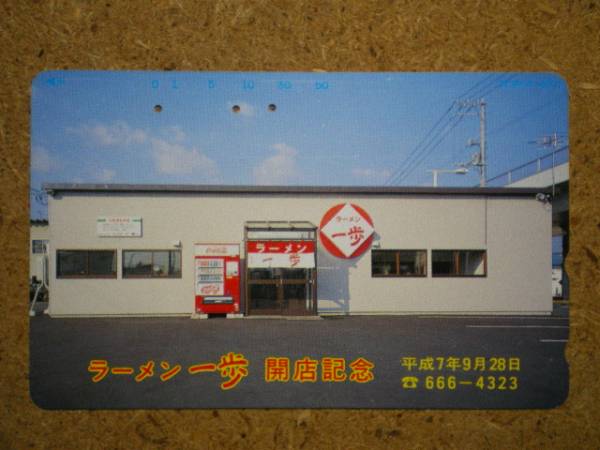 0 1 5 10 30 50
ラーメン
一歩
ラーメン
一歩
ラーメン 一歩 開店記念
平成7年9月28日
☎666-4323